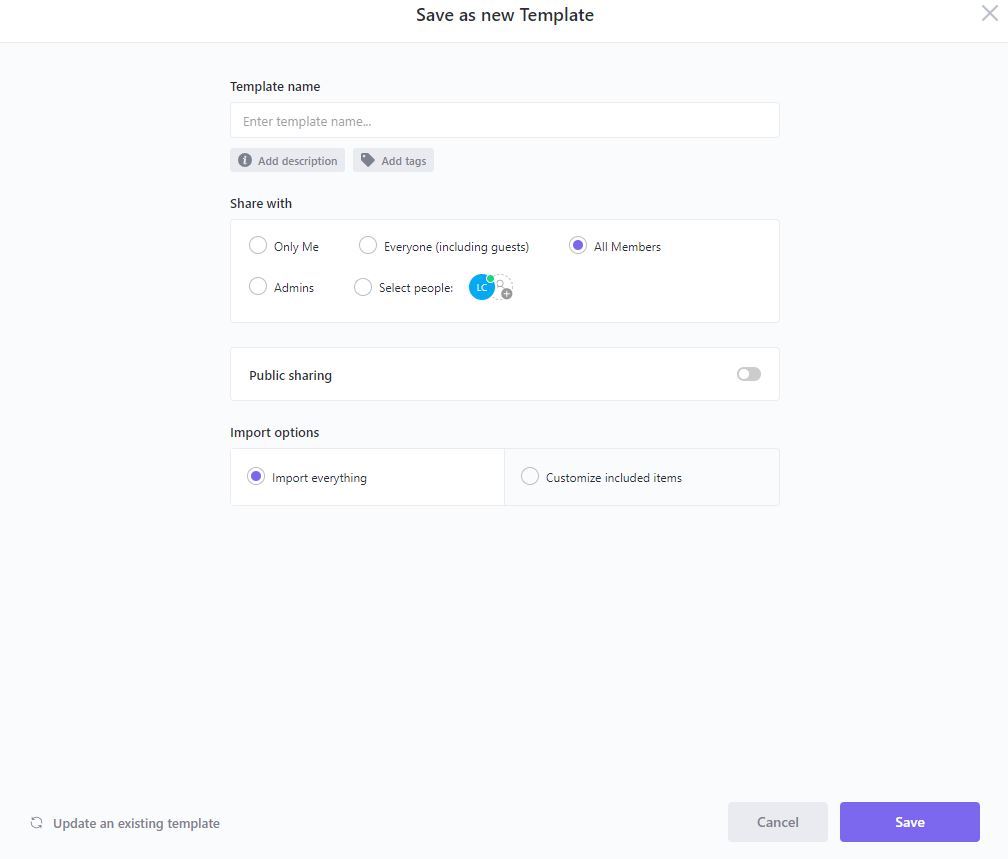 Save as new Template
Template name
Enter template name...
Add description Add tags
Share with
Only Me Everyone (including guests) All Members
Admins Select people: LC
Public sharing
Import options
Import everything Customize included items
Update an existing template Cancel Save